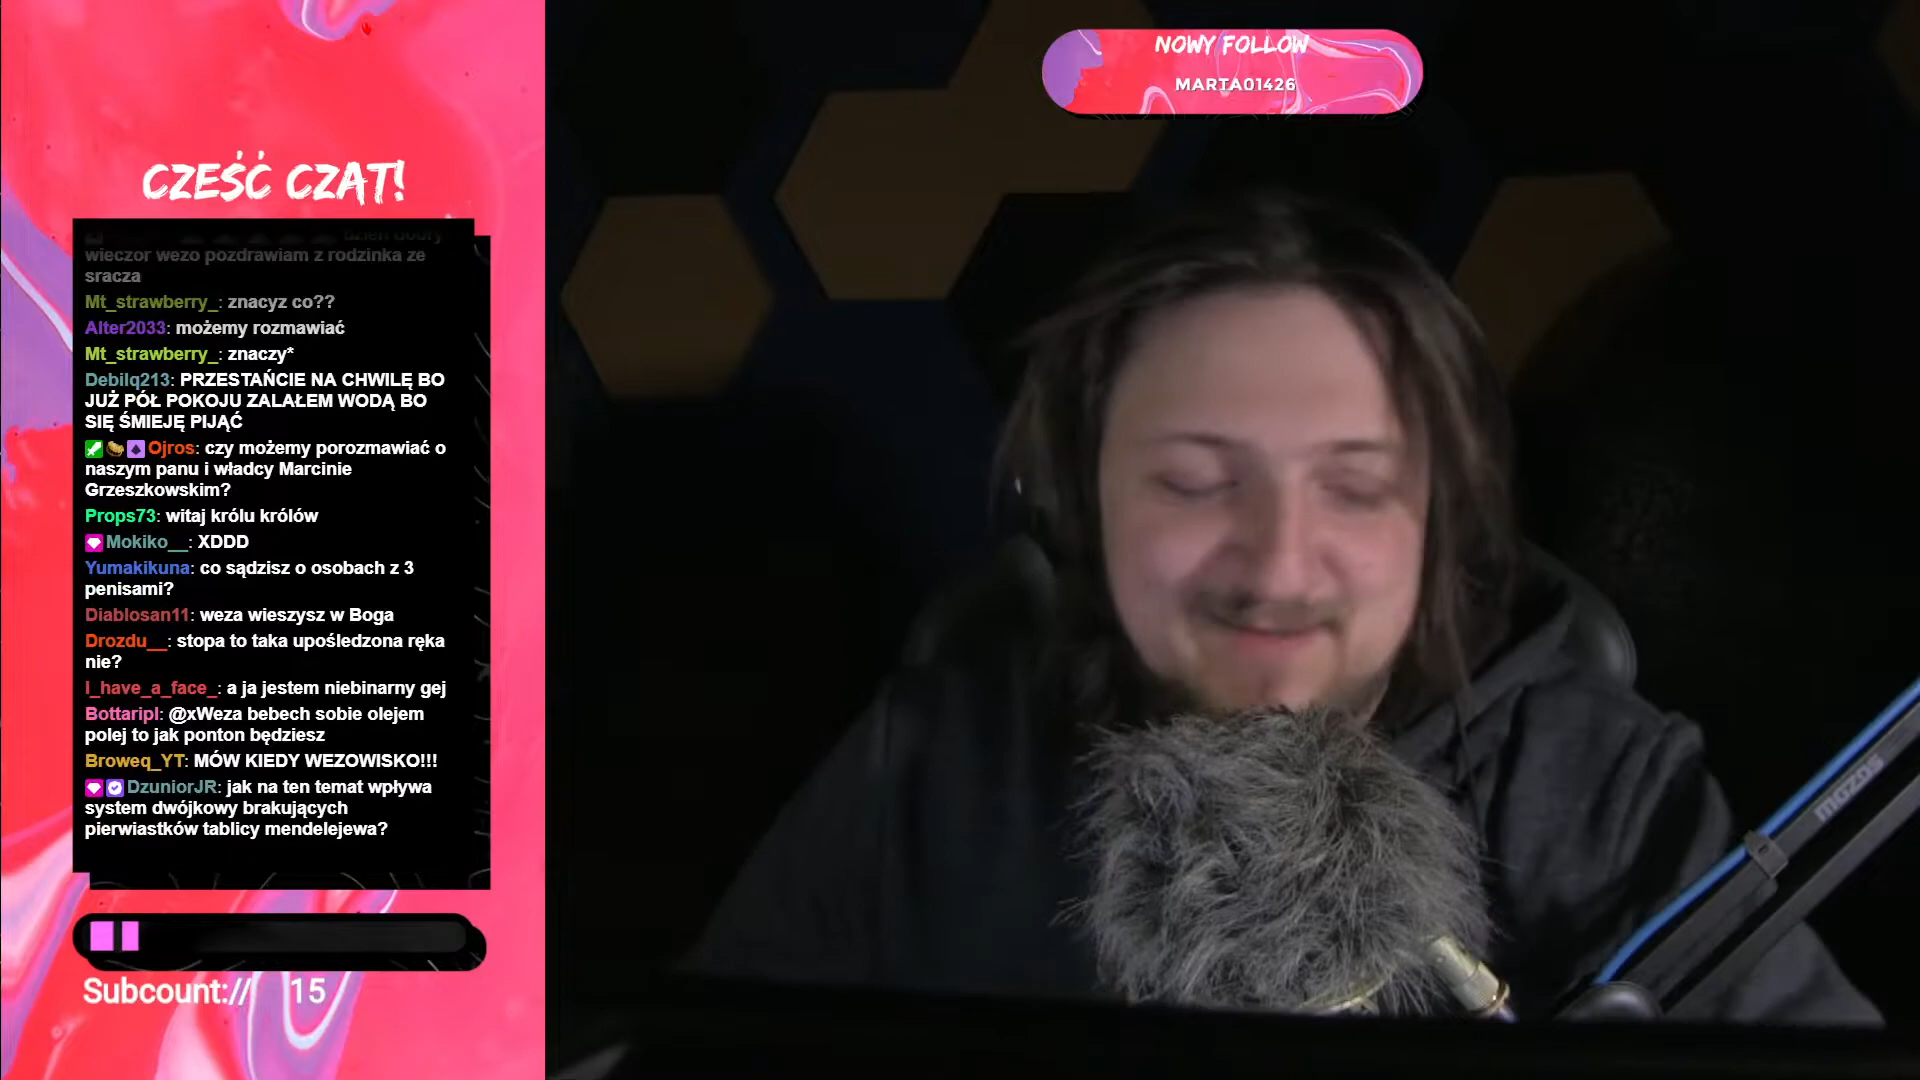 NOWY FOLLOW
MARTA01426
CZEŚĆ CZAT!
dzień dobry
wieczor wezo pozdrawiam z rodzinka ze
sracza
Mt_strawberry_: znacyz co??
Alter2033: możemy rozmawiać
Mt_strawberry_: znaczy*
Debilq213: PRZESTAŃCIE NA CHWILĘ BO
JUŻ PÓŁ POKOJU ZALAŁEM WODĄ BO
SIĘ ŚMIEJĘ PIJĄĆ
Ojros: czy możemy porozmawiać o
naszym panu i władcy Marcinie
Grzeszkowskim?
Props73: witaj królu królów
Mokiko__: XDDD
Yumakikuna: co sądzisz o osobach z 3
penisami?
Diablosan11: weza wieszysz w Boga
Drozdu__: stopa to taka upośledzona ręka
nie?
I_have_a_face_: a ja jestem niebinarny gej
Bottaripl: @xWeza bebech sobie olejem
polej to jak ponton będziesz
Broweq_YT: MÓW KIEDY WEZOWISKO!!!
DzuniorJR: jak na ten temat wpływa
system dwójkowy brakujących
pierwiastków tablicy mendelejewa?
Subcount:// 15
MOZOS